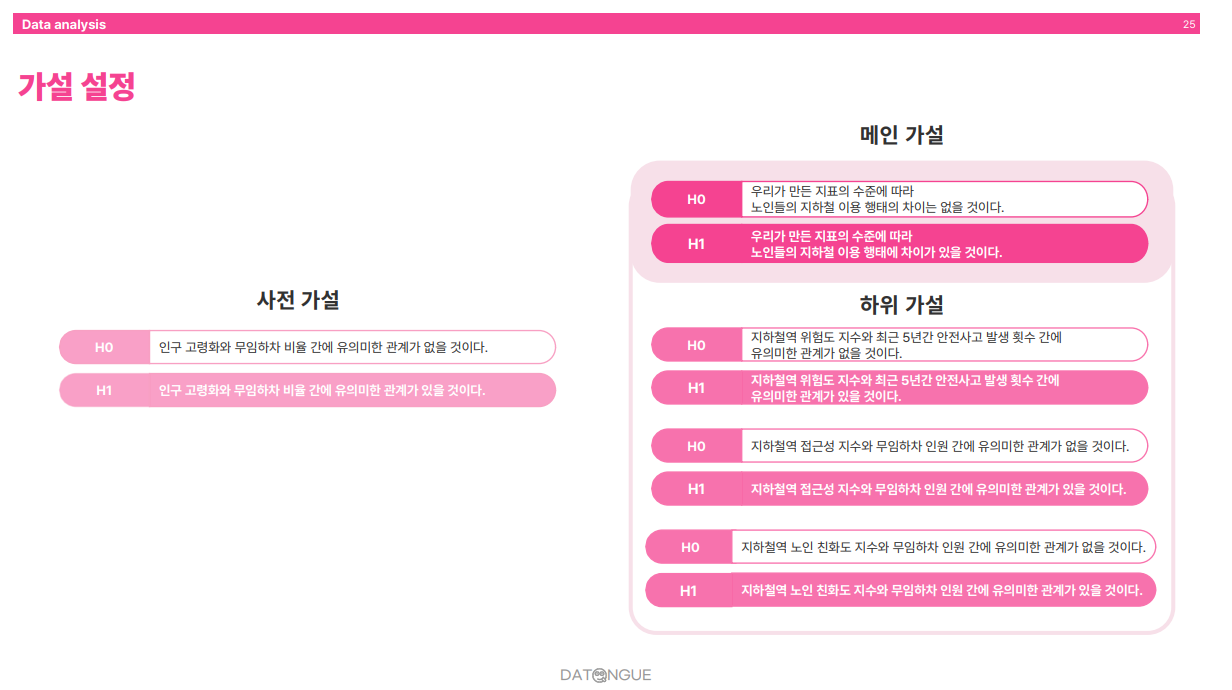 Data analysis
25
가설 설정
사전 가설
H0
인구 고령화와 무임하차 비율 간에 유의미한 관계가 없을 것이다.
H1
인구 고령화와 무임하차 비율 간에 유의미한 관계가 있을 것이다.
메인 가설
H0
우리가 만든 지표의 수준에 따라
노인들의 지하철 이용 행태의 차이는 없을 것이다.
H1
우리가 만든 지표의 수준에 따라
노인들의 지하철 이용 행태에 차이가 있을 것이다.
하위 가설
H0
지하철역 위험도 지수와 최근 5년간 안전사고 발생 횟수 간에
유의미한 관계가 없을 것이다.
H1
지하철역 위험도 지수와 최근 5년간 안전사고 발생 횟수 간에
유의미한 관계가 있을 것이다.
H0
지하철역 접근성 지수와 무임하차 인원 간에 유의미한 관계가 없을 것이다.
H1
지하철역 접근성 지수와 무임하차 인원 간에 유의미한 관계가 있을 것이다.
H0
지하철역 노인 친화도 지수와 무임하차 인원 간에 유의미한 관계가 없을 것이다.
H1
지하철역 노인 친화도 지수와 무임하차 인원 간에 유의미한 관계가 있을 것이다.
DATONGUE